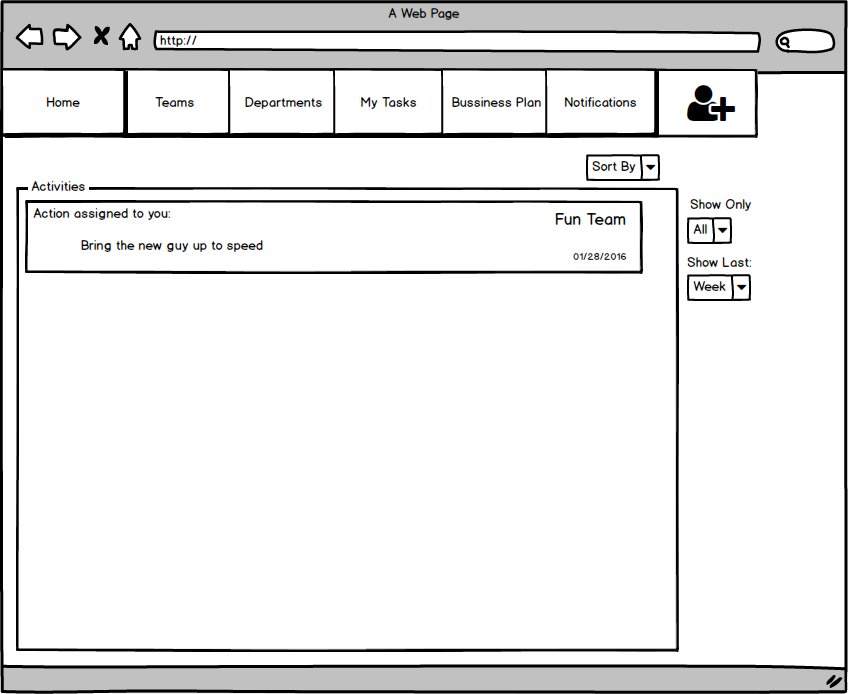 A Web Page
http://
Home
Teams
Departments
My Tasks
Bussiness Plan
Notifications
Sort By
Activities
Action assigned to you:
Fun Team
Bring the new guy up to speed
01/28/2016
Show Only
All
Show Last:
Week